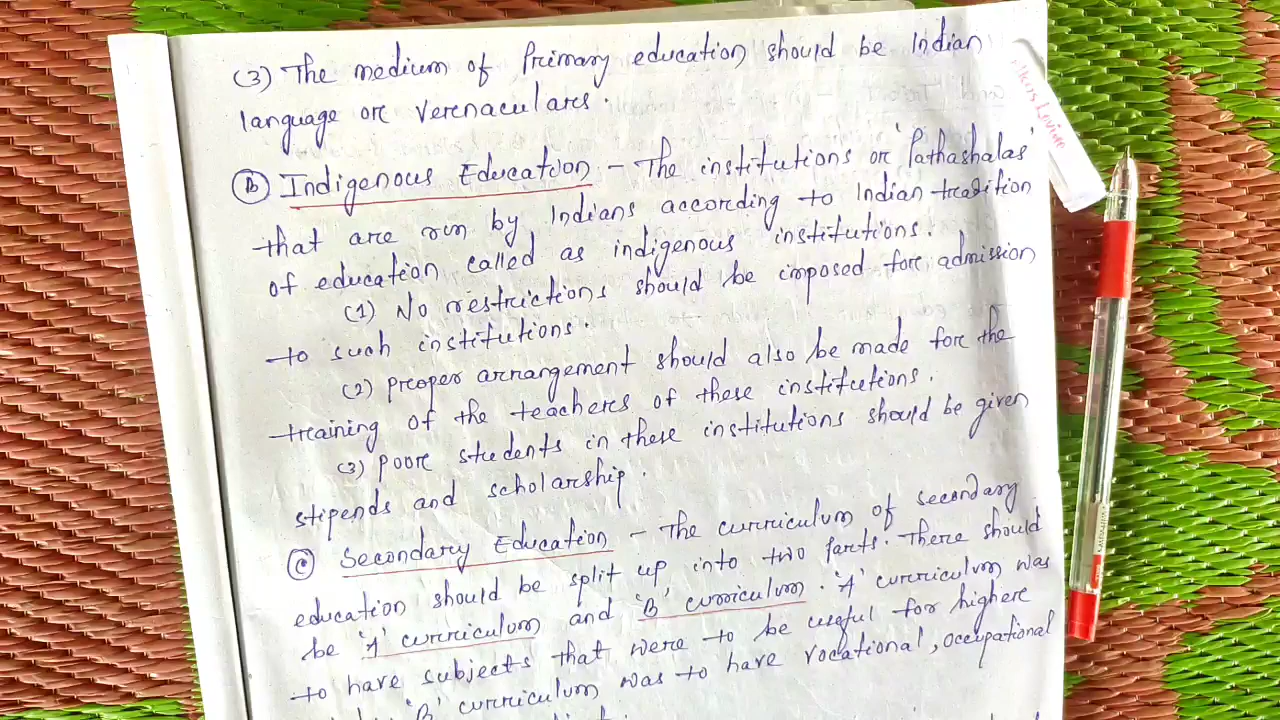 (3) The medium of Primary education should be Indian
language or Vernaculars.
(B) Indigenous Education - The institutions or 'Pathashalas'
that are run by Indians according to Indian tradition
of education called as indigenous institutions.
(1) No restrictions should be imposed for admission
to such institutions.
(2) proper arrangement should also be made for the
training of the teachers of these institutions.
(3) poor students in these institutions should be given
stipends and scholarship.
(C) Secondary Education - The curriculum of secondary
education should be split up into two parts. There should
be 'A' curriculum and 'B' curriculum. 'A' curriculum was
to have subjects that were to be useful for higher
'B' curriculum was to have vocational, occupational